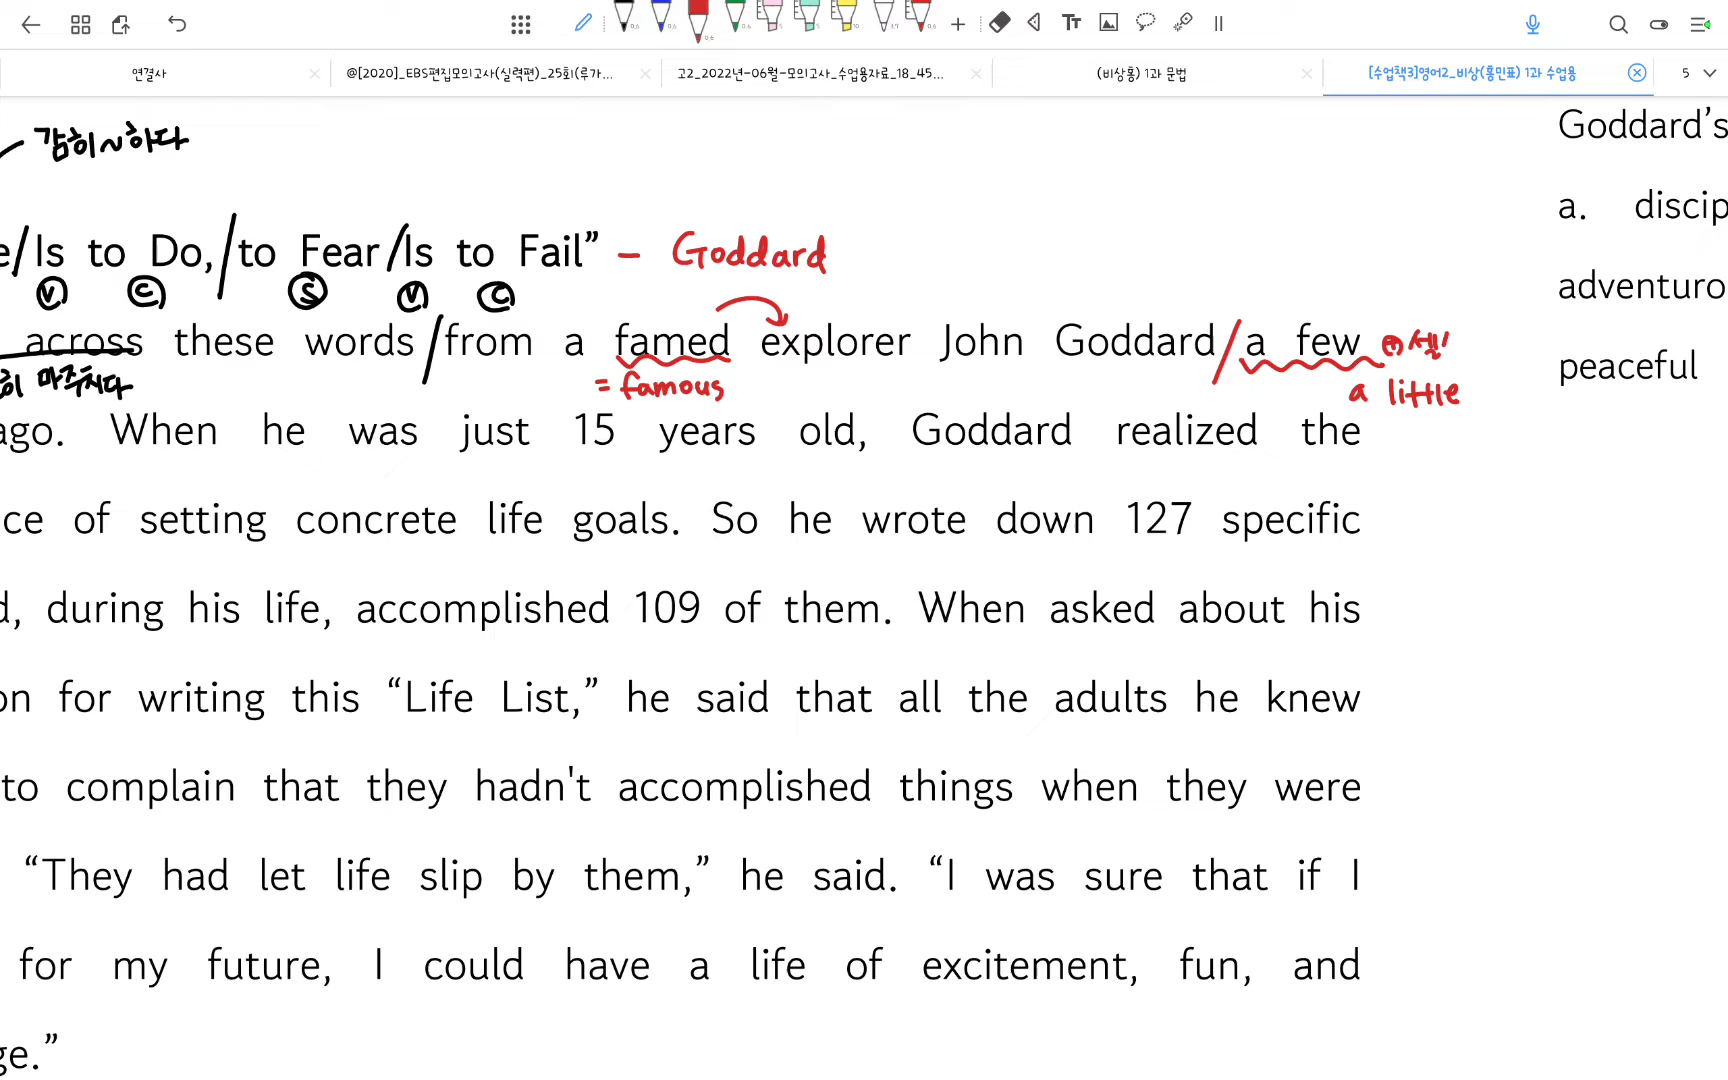 연결사
@[2020]_EBS편집모의고사(실력편)_25회(류가...
고2_2022년-06월-모의고사_수업용자료_18_45...
(비상홍) 1과 문법
[수업책3]영어2_비상(홍민표) 1과 수업용
5
감히~하다
e/Is to Do,/to Fear/Is to Fail” - Goddard
V C S V C
across these words/from a famed explorer John Goddard/a few
히 마주치다
= famous
a little
ago. When he was just 15 years old, Goddard realized the
ce of setting concrete life goals. So he wrote down 127 specific
d, during his life, accomplished 109 of them. When asked about his
on for writing this “Life List,” he said that all the adults he knew
to complain that they hadn't accomplished things when they were
“They had let life slip by them,” he said. “I was sure that if I
for my future, I could have a life of excitement, fun, and
ge.”
Goddard’s
a. discip
adventuro
peaceful